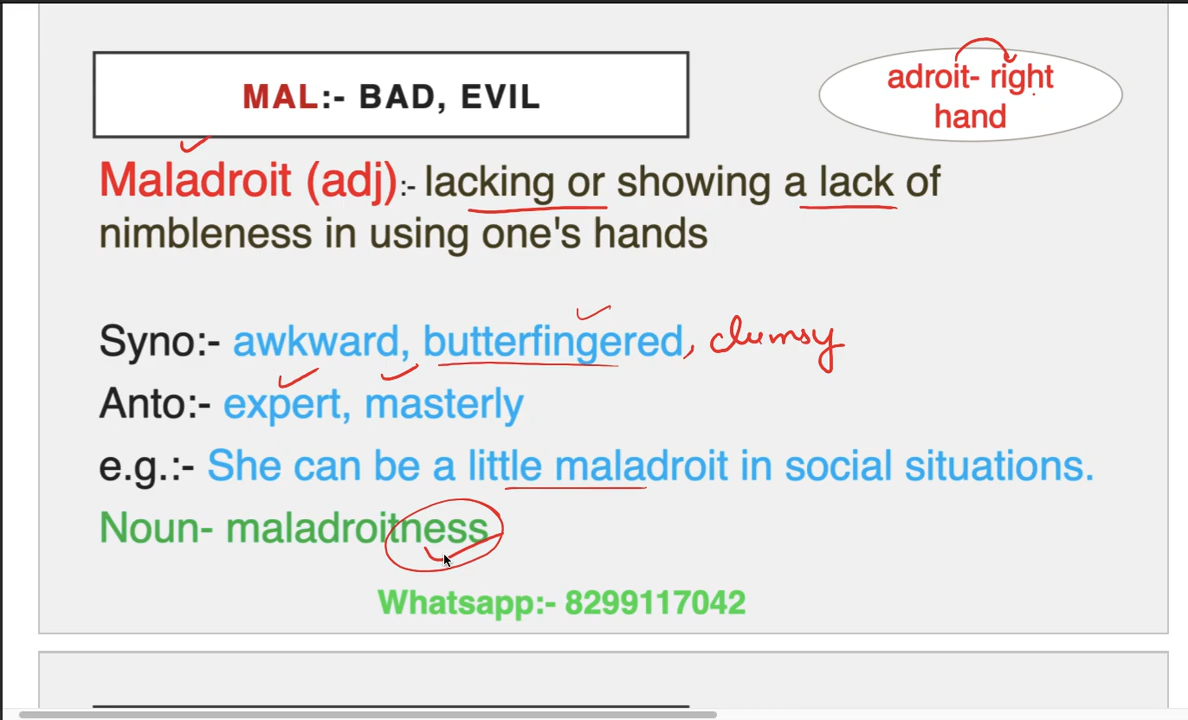 MAL:- BAD, EVIL
adroit- right
hand
Maladroit (adj):- lacking or showing a lack of
nimbleness in using one's hands
Syno:- awkward, butterfingered, clumsy
Anto:- expert, masterly
e.g.:- She can be a little maladroit in social situations.
Noun- maladroitness
Whatsapp:- 8299117042